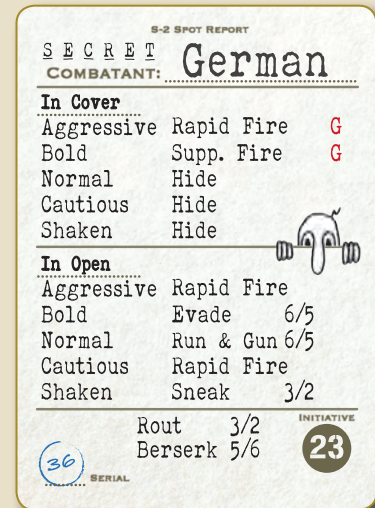 S-2 Spot Report
SECRET
Combatant: German
In Cover
Aggressive Rapid Fire G
Bold Supp. Fire G
Normal Hide
Cautious Hide
Shaken Hide
In Open
Aggressive Rapid Fire
Bold Evade 6/5
Normal Run & Gun 6/5
Cautious Rapid Fire
Shaken Sneak 3/2
Rout 3/2
Berserk 5/6
Initiative
23
36 Serial